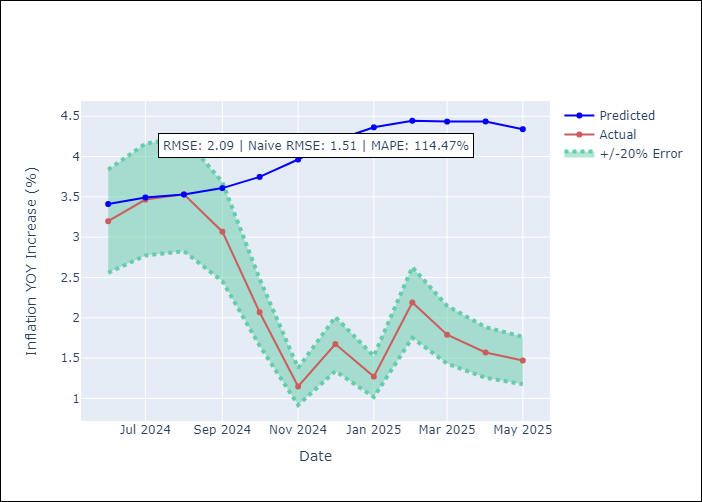 4.5
4
3.5
3
2.5
2
1.5
1
Inflation YOY Increase (%)
RMSE: 2.09 | Naive RMSE: 1.51 | MAPE: 114.47%
Predicted
Actual
+/-20% Error
Jul 2024
Sep 2024
Nov 2024
Jan 2025
Mar 2025
May 2025
Date